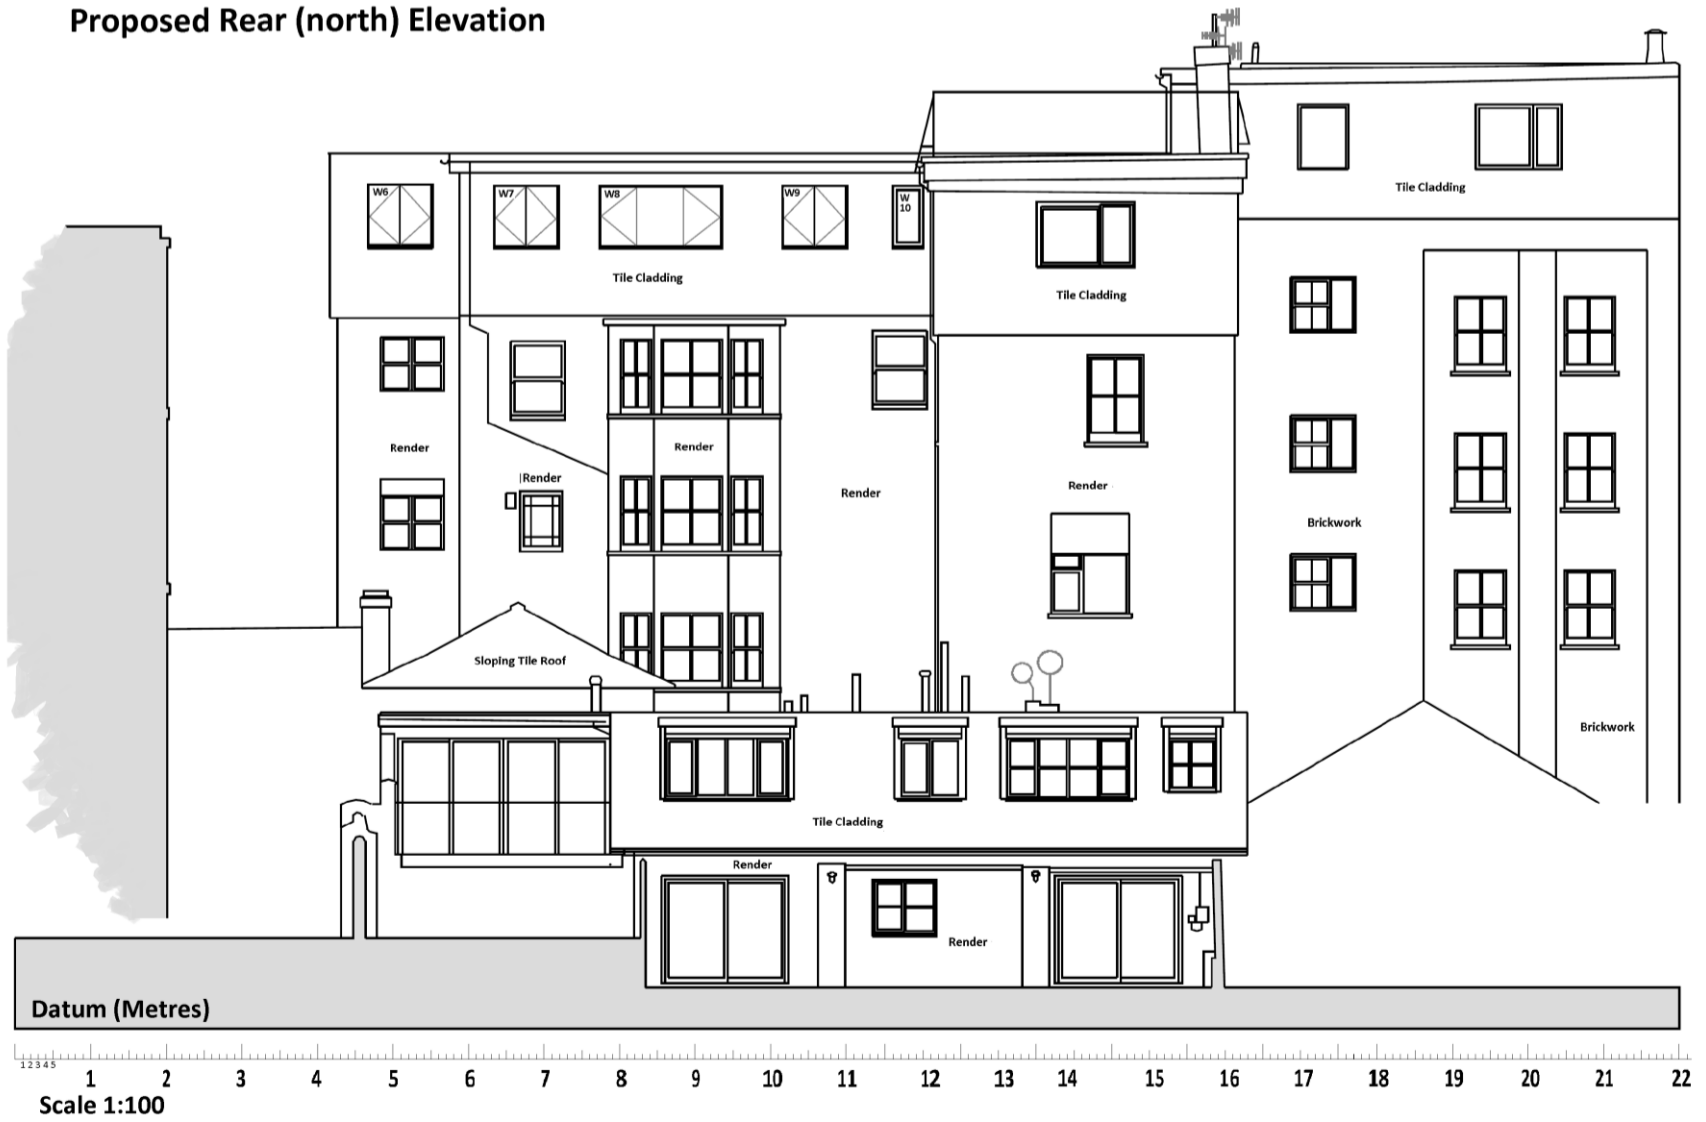 Proposed Rear (north) Elevation
Tile Cladding
W6
W7
W8
W9
W
10
Tile Cladding
Tile Cladding
Render
Render
Render
Render
Render
Brickwork
Sloping Tile Roof
Brickwork
Tile Cladding
Render
Render
Datum (Metres)
1 2 3 4 5
1 2 3 4 5 6 7 8 9 10 11 12 13 14 15 16 17 18 19 20 21 22
Scale 1:100